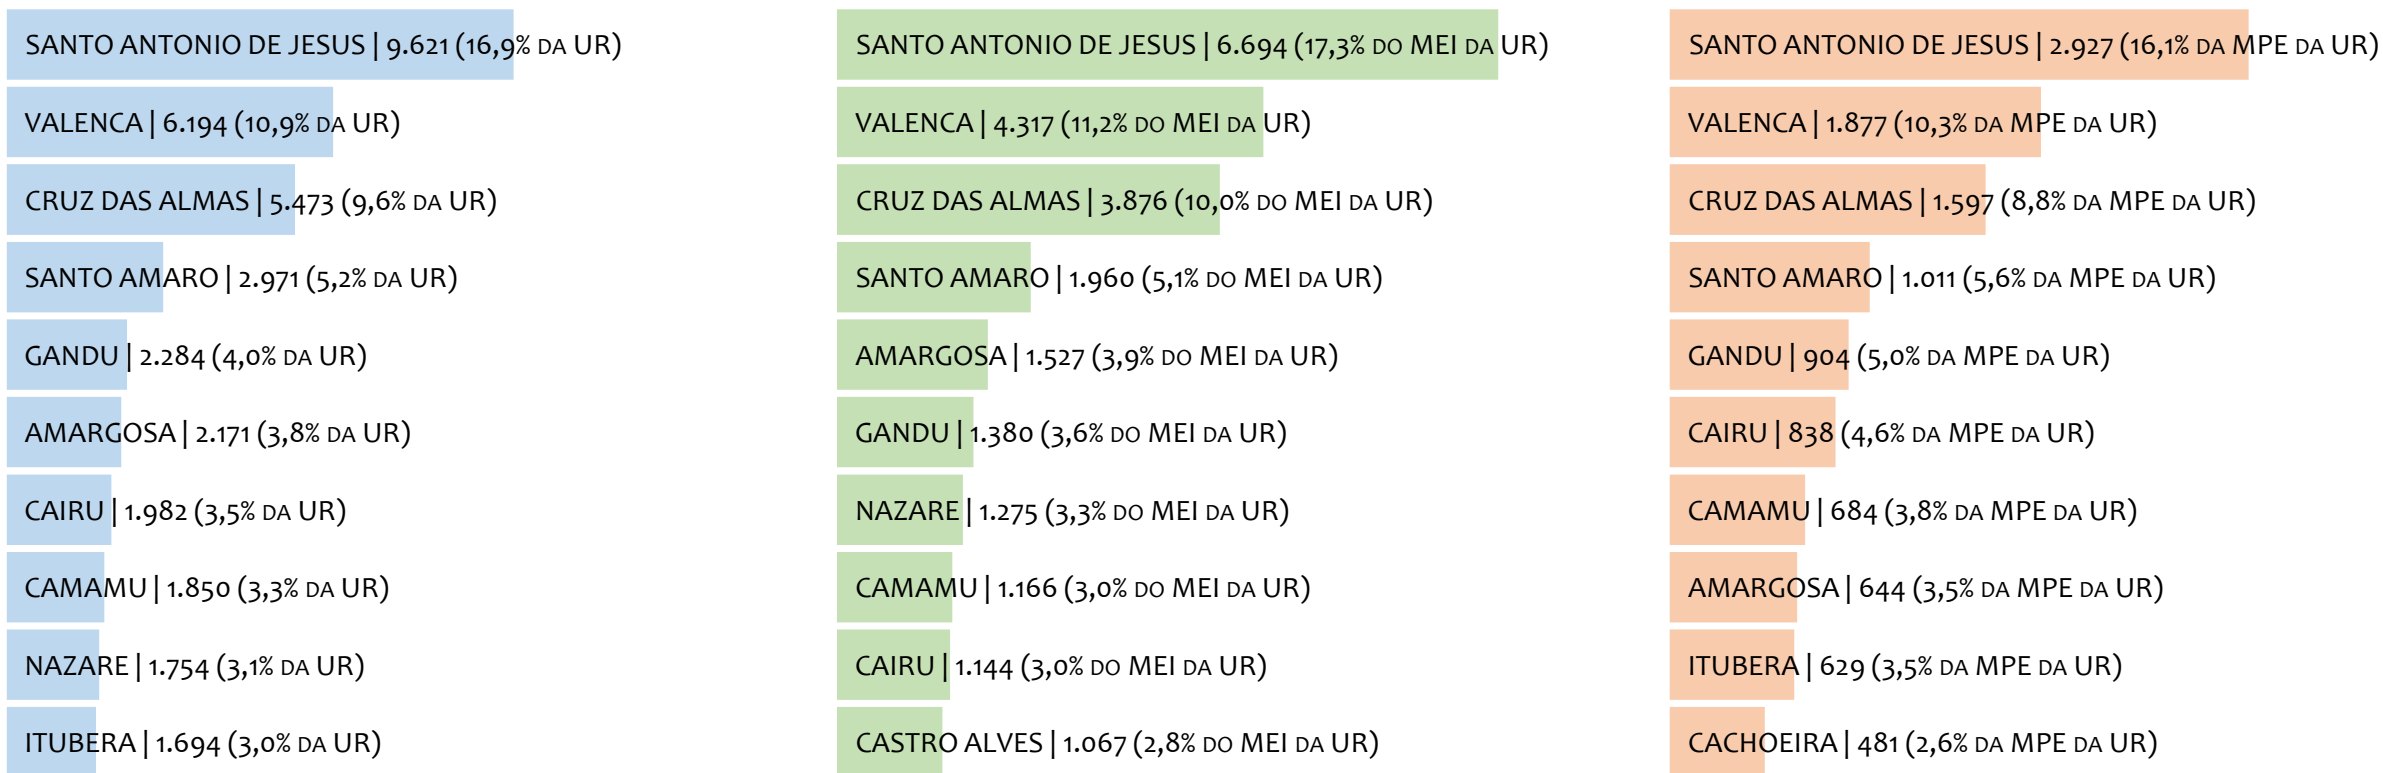 SANTO ANTONIO DE JESUS | 9.621 (16,9% DA UR)
VALENCA | 6.194 (10,9% DA UR)
CRUZ DAS ALMAS | 5.473 (9,6% DA UR)
SANTO AMARO | 2.971 (5,2% DA UR)
GANDU | 2.284 (4,0% DA UR)
AMARGOSA | 2.171 (3,8% DA UR)
CAIRU | 1.982 (3,5% DA UR)
CAMAMU | 1.850 (3,3% DA UR)
NAZARE | 1.754 (3,1% DA UR)
ITUBERA | 1.694 (3,0% DA UR)
SANTO ANTONIO DE JESUS | 6.694 (17,3% DO MEI DA UR)
VALENCA | 4.317 (11,2% DO MEI DA UR)
CRUZ DAS ALMAS | 3.876 (10,0% DO MEI DA UR)
SANTO AMARO | 1.960 (5,1% DO MEI DA UR)
AMARGOSA | 1.527 (3,9% DO MEI DA UR)
GANDU | 1.380 (3,6% DO MEI DA UR)
NAZARE | 1.275 (3,3% DO MEI DA UR)
CAMAMU | 1.166 (3,0% DO MEI DA UR)
CAIRU | 1.144 (3,0% DO MEI DA UR)
CASTRO ALVES | 1.067 (2,8% DO MEI DA UR)
SANTO ANTONIO DE JESUS | 2.927 (16,1% DA MPE DA UR)
VALENCA | 1.877 (10,3% DA MPE DA UR)
CRUZ DAS ALMAS | 1.597 (8,8% DA MPE DA UR)
SANTO AMARO | 1.011 (5,6% DA MPE DA UR)
GANDU | 904 (5,0% DA MPE DA UR)
CAIRU | 838 (4,6% DA MPE DA UR)
CAMAMU | 684 (3,8% DA MPE DA UR)
AMARGOSA | 644 (3,5% DA MPE DA UR)
ITUBERA | 629 (3,5% DA MPE DA UR)
CACHOEIRA | 481 (2,6% DA MPE DA UR)